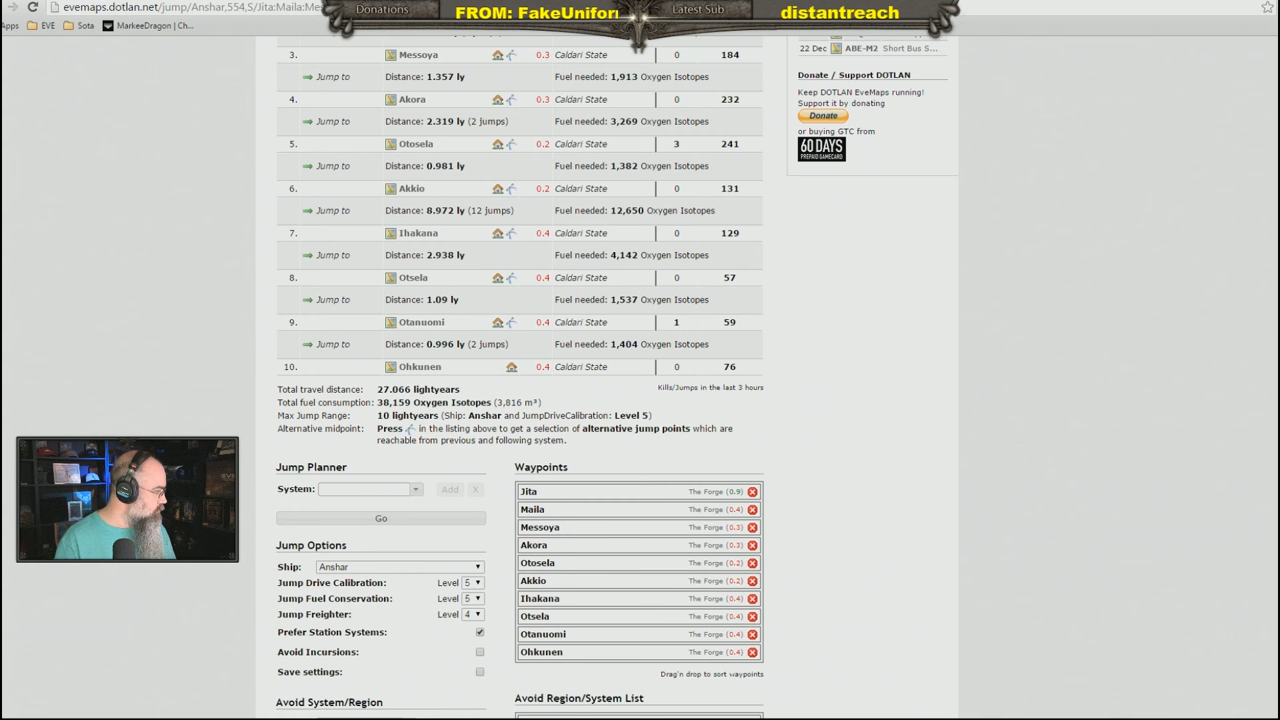 evemaps.dotlan.net/jump/Anshar,554,S/Jita:Maila:Me
Donations
FROM: FakeUnifor
Latest Sub
distantreach
Apps
EVE
Sota
MarkeeDragon | Ch...
3. Messoya 0.3 Caldari State 0 184
Jump to Distance: 1.357 ly Fuel needed: 1,913 Oxygen Isotopes
4. Akora 0.3 Caldari State 0 232
Jump to Distance: 2.319 ly (2 jumps) Fuel needed: 3,269 Oxygen Isotopes
5. Otosela 0.2 Caldari State 3 241
Jump to Distance: 0.981 ly Fuel needed: 1,382 Oxygen Isotopes
6. Akkio 0.2 Caldari State 0 131
Jump to Distance: 8.972 ly (12 jumps) Fuel needed: 12,650 Oxygen Isotopes
7. Ihakana 0.4 Caldari State 0 129
Jump to Distance: 2.938 ly Fuel needed: 4,142 Oxygen Isotopes
8. Otsela 0.4 Caldari State 0 57
Jump to Distance: 1.09 ly Fuel needed: 1,537 Oxygen Isotopes
9. Otanuomi 0.4 Caldari State 1 59
Jump to Distance: 0.996 ly (2 jumps) Fuel needed: 1,404 Oxygen Isotopes
10. Ohkunen 0.4 Caldari State 0 76
Total travel distance: 27.066 lightyears
Kills/Jumps in the last 3 hours
Total fuel consumption: 38,159 Oxygen Isotopes (3,816 m³)
Max Jump Range: 10 lightyears (Ship: Anshar and JumpDriveCalibration: Level 5)
Alternative midpoint: Press in the listing above to get a selection of alternative jump points which are
reachable from previous and following system.
22 Dec ABE-M2 Short Bus S...
Donate / Support DOTLAN
Keep DOTLAN EveMaps running!
Support it by donating
Donate
or buying GTC from
60 DAYS
PREPAID GAMECARD
Jump Planner
System: Add X
Go
Jump Options
Ship: Anshar
Jump Drive Calibration: Level 5
Jump Fuel Conservation: Level 5
Jump Freighter: Level 4
Prefer Station Systems:
Avoid Incursions:
Save settings:
Avoid System/Region
Waypoints
Jita The Forge (0.9)
Maila The Forge (0.4)
Messoya The Forge (0.3)
Akora The Forge (0.3)
Otosela The Forge (0.2)
Akkio The Forge (0.2)
Ihakana The Forge (0.4)
Otsela The Forge (0.4)
Otanuomi The Forge (0.4)
Ohkunen The Forge (0.4)
Drag'n drop to sort waypoints
Avoid Region/System List